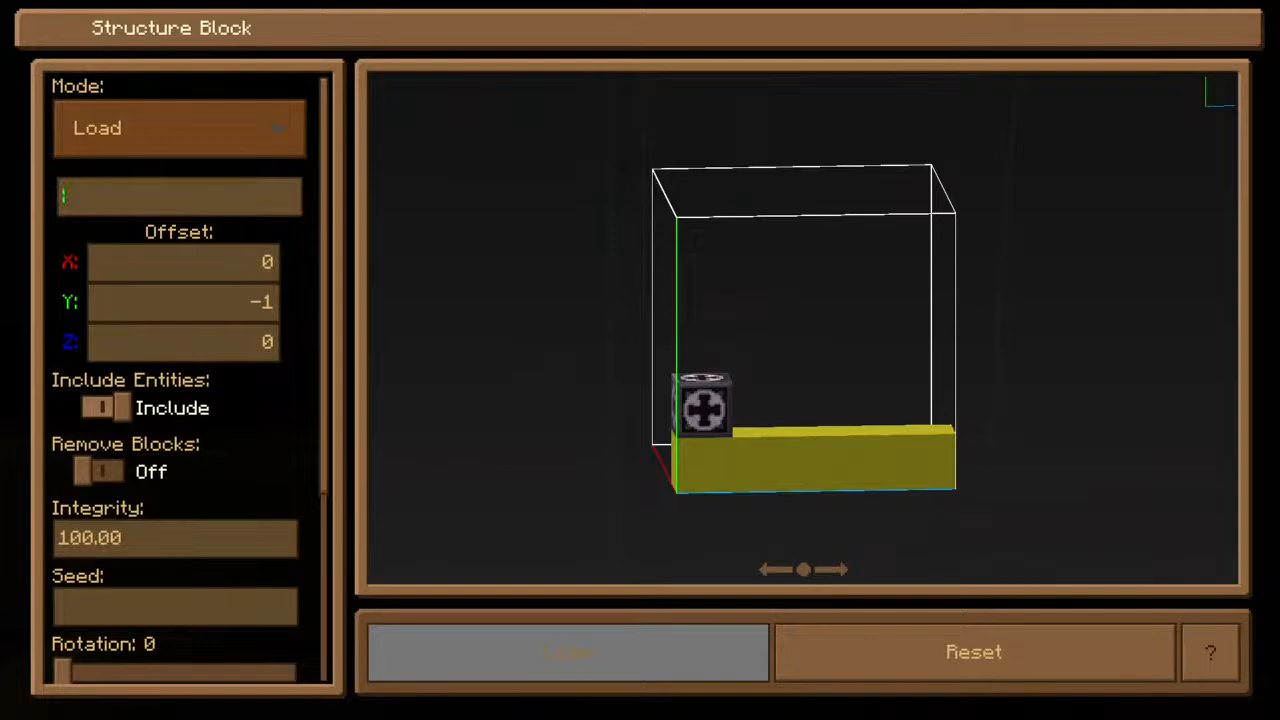 Structure Block
Mode:
Load
Offset:
X: 0
Y: -1
Z: 0
Include Entities:
Include
Remove Blocks:
Off
Integrity:
100.00
Seed:
Rotation: 0
Load
Reset
?